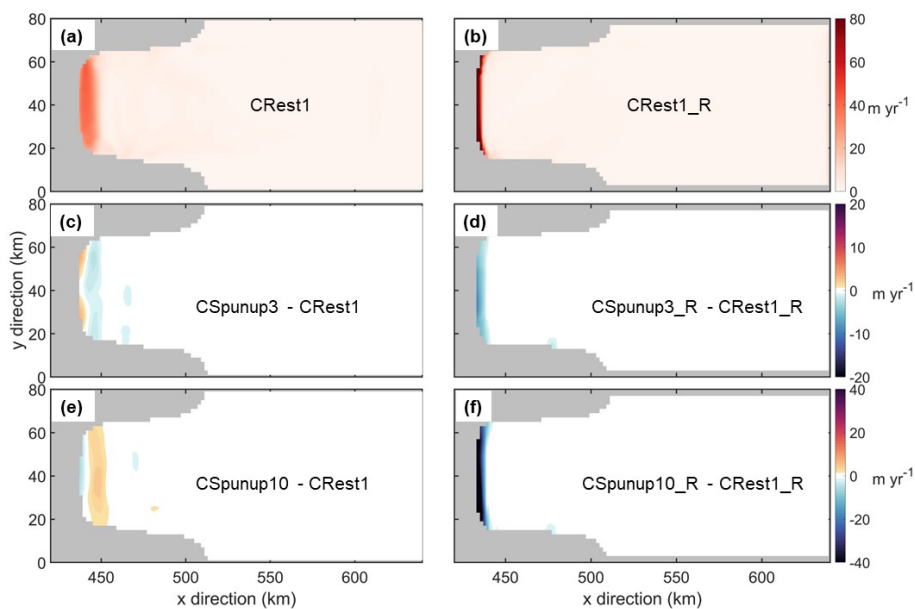 (a)
CRest1
80
60
40
20
0
(b)
CRest1_R
80
60
40
20
0
m yr-1
(c)
CSpunup3 - CRest1
80
60
40
20
0
y direction (km)
(d)
CSpunup3_R - CRest1_R
20
10
0
-10
-20
m yr-1
(e)
CSpunup10 - CRest1
80
60
40
20
0
450
500
550
600
x direction (km)
(f)
CSpunup10_R - CRest1_R
450
500
550
600
x direction (km)
40
20
0
-20
-40
m yr-1